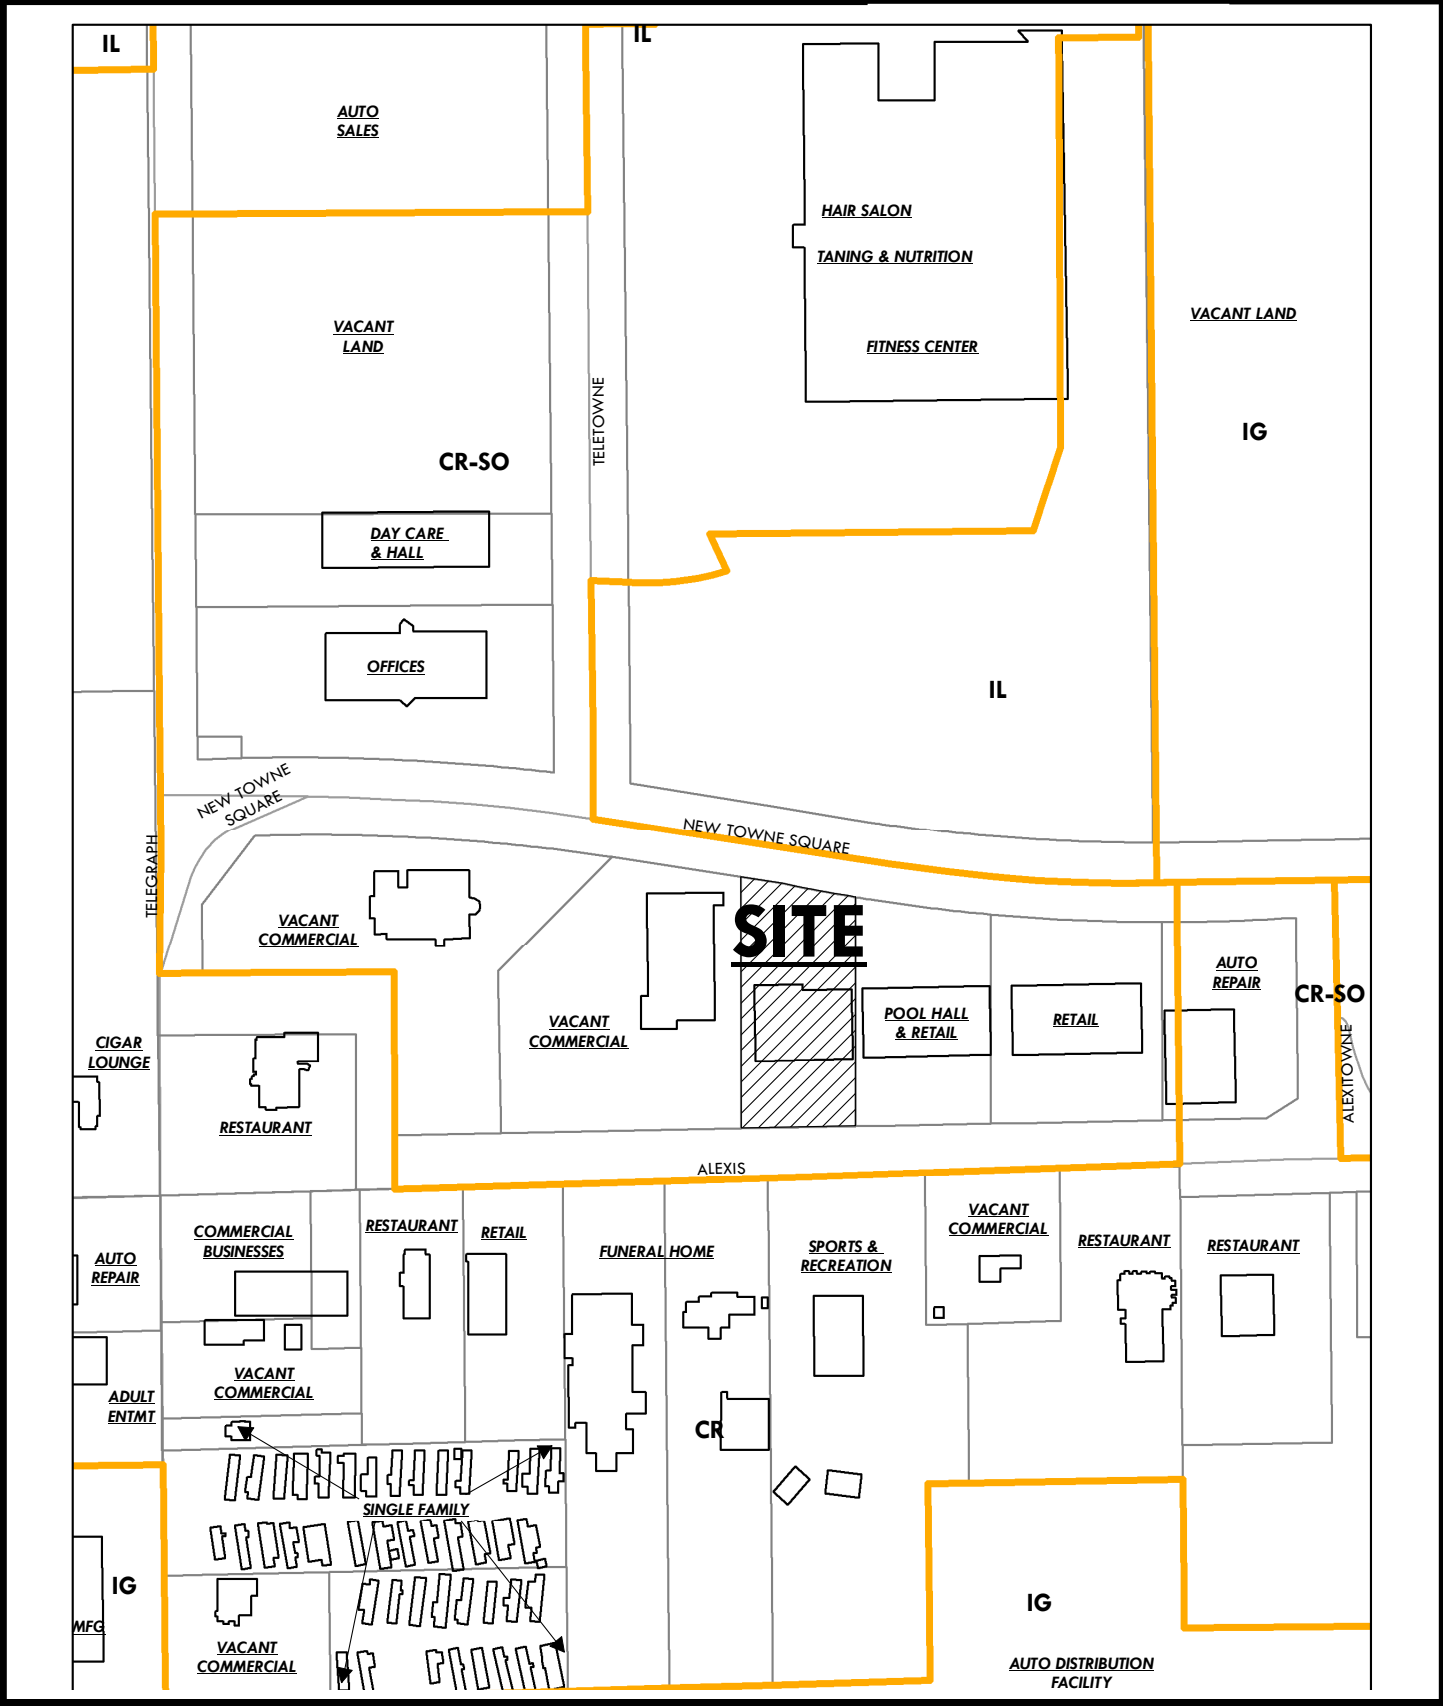 IL
IL
AUTO
SALES
HAIR SALON
TANING & NUTRITION
FITNESS CENTER
VACANT
LAND
VACANT LAND
TELETOWNE
IG
CR-SO
DAY CARE
& HALL
OFFICES
IL
NEW TOWNE
SQUARE
NEW TOWNE SQUARE
TELEGRAPH
VACANT
COMMERCIAL
SITE
AUTO
REPAIR
CR-SO
POOL HALL
& RETAIL
RETAIL
VACANT
COMMERCIAL
CIGAR
LOUNGE
ALEXITOWNE
RESTAURANT
ALEXIS
COMMERCIAL
BUSINESSES
RESTAURANT
RETAIL
FUNERAL HOME
SPORTS &
RECREATION
VACANT
COMMERCIAL
RESTAURANT
RESTAURANT
AUTO
REPAIR
VACANT
COMMERCIAL
ADULT
ENTMT
CR
SINGLE FAMILY
IG
IG
MFG
VACANT
COMMERCIAL
AUTO DISTRIBUTION
FACILITY